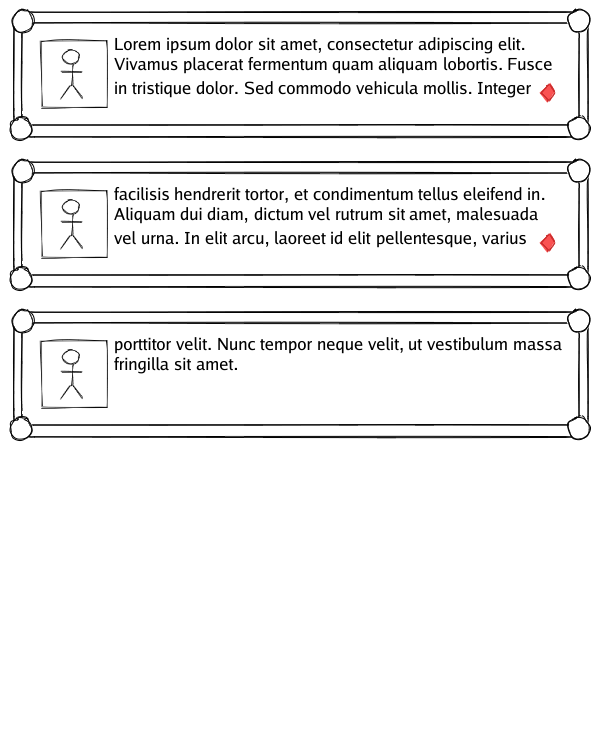 Lorem ipsum dolor sit amet, consectetur adipiscing elit.
Vivamus placerat fermentum quam aliquam lobortis. Fusce
in tristique dolor. Sed commodo vehicula mollis. Integer
facilisis hendrerit tortor, et condimentum tellus eleifend in.
Aliquam dui diam, dictum vel rutrum sit amet, malesuada
vel urna. In elit arcu, laoreet id elit pellentesque, varius
porttitor velit. Nunc tempor neque velit, ut vestibulum massa
fringilla sit amet.